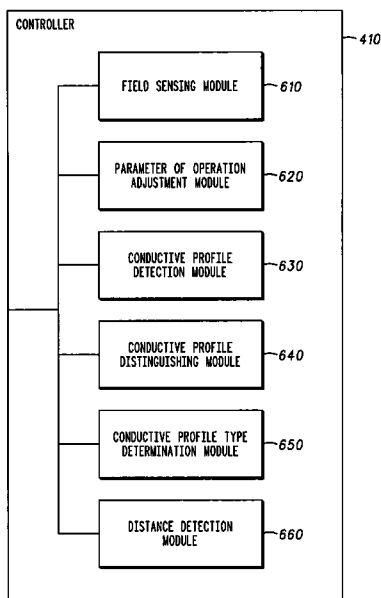 CONTROLLER
410
FIELD SENSING MODULE
610
PARAMETER OF OPERATION
ADJUSTMENT MODULE
620
CONDUCTIVE PROFILE
DETECTION MODULE
630
CONDUCTIVE PROFILE
DISTINGUISHING MODULE
640
CONDUCTIVE PROFILE TYPE
DETERMINATION MODULE
650
DISTANCE DETECTION
MODULE
660